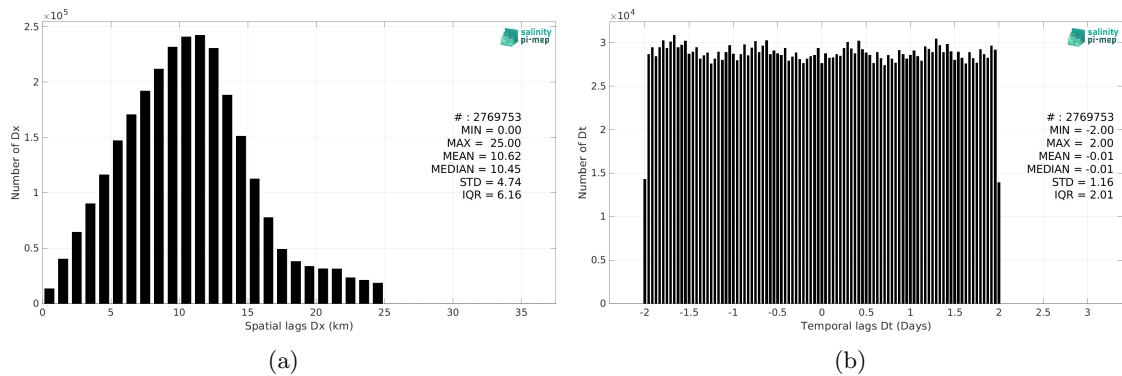 ×10⁵
2.5
2
1.5
1
0.5
0
Number of Dx
0 5 10 15 20 25 30 35
Spatial lags Dx (km)
salinity
pi-mep
# : 2769753
MIN = 0.00
MAX = 25.00
MEAN = 10.62
MEDIAN = 10.45
STD = 4.74
IQR = 6.16
(a)
×10⁴
3
2.5
2
1.5
1
0.5
0
Number of Dt
-2 -1.5 -1 -0.5 0 0.5 1 1.5 2 2.5 3
Temporal lags Dt (Days)
salinity
pi-mep
# : 2769753
MIN = -2.00
MAX = 2.00
MEAN = -0.01
MEDIAN = -0.01
STD = 1.16
IQR = 2.01
(b)